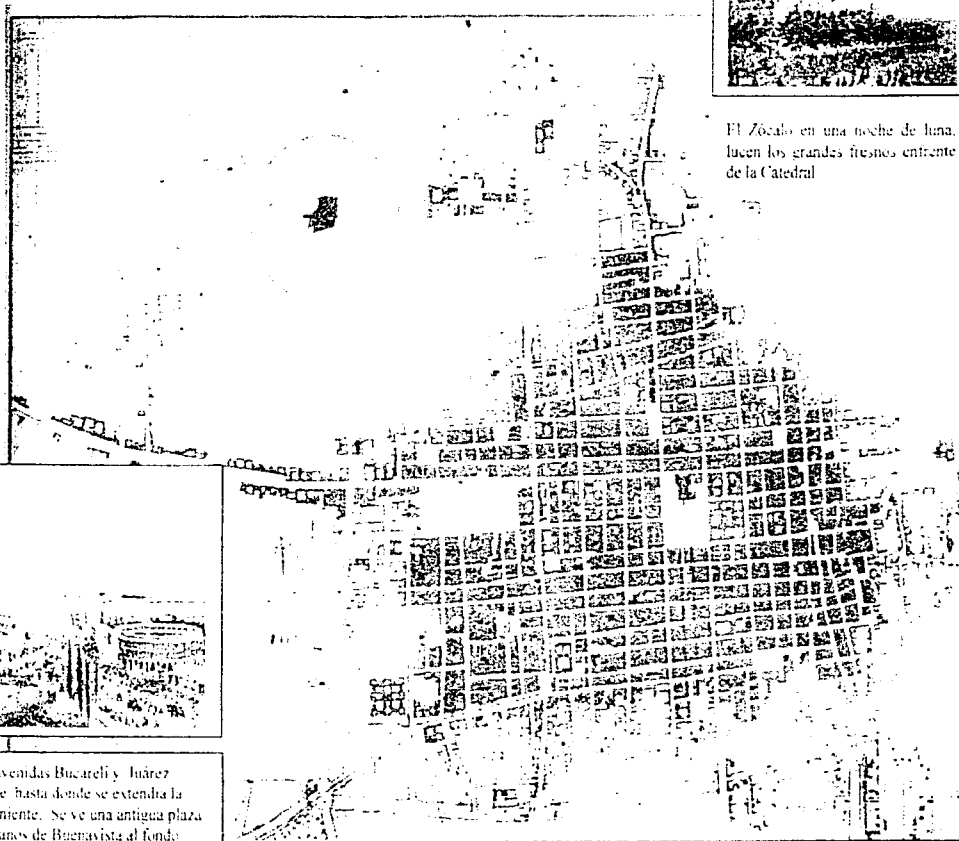 El Zócalo en una noche de luna,
lucen los grandes fresnos enfrente
de la Catedral
avenidas Bucareli y Juárez
e hasta donde se extendía la
niente. Se ve una antigua plaza
anos de Buenavista al fondo